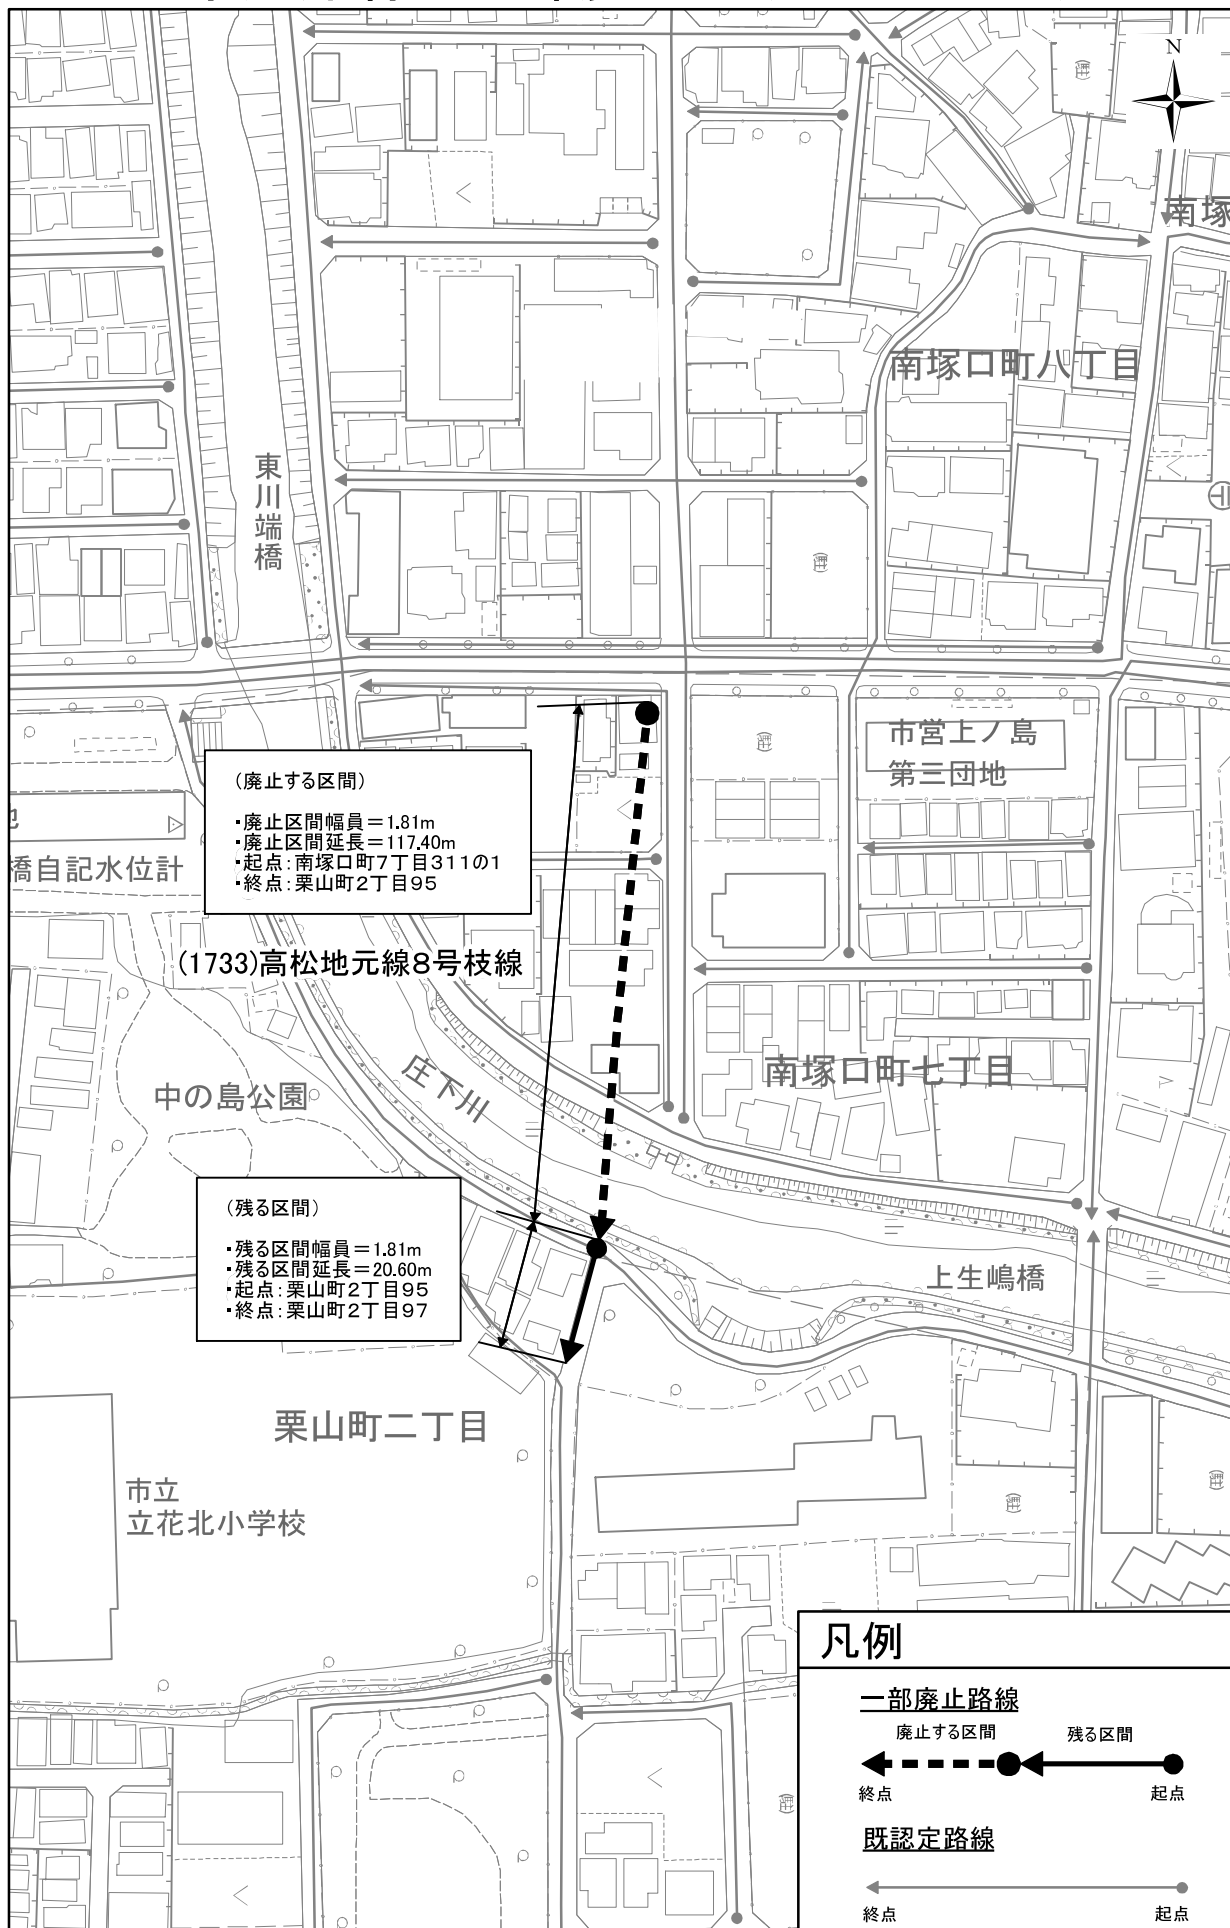 N
南塚
南塚口町八丁目
東川端橋
市営上ノ島
第三団地
(廃止する区間)
・廃止区間幅員＝1.81m
・廃止区間延長＝117.40m
・起点：南塚口町7丁目311の1
・終点：栗山町2丁目95
橋自記水位計
(1733)高松地元線8号枝線
庄下川
南塚口町七丁目
中の島公園
(残る区間)
・残る区間幅員＝1.81m
・残る区間延長＝20.60m
・起点：栗山町2丁目95
・終点：栗山町2丁目97
上生嶋橋
栗山町二丁目
市立
立花北小学校
凡例
一部廃止路線
廃止する区間 残る区間
終点 起点
既認定路線
終点 起点